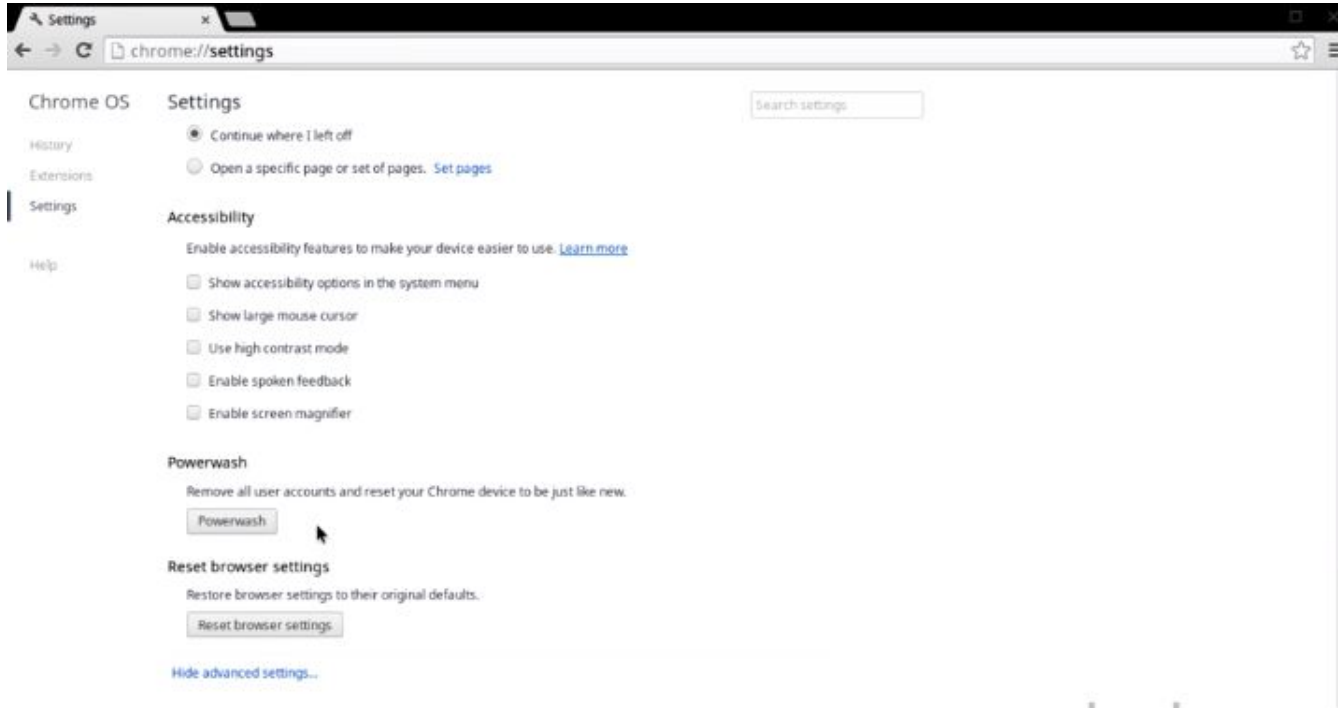 Settings
chrome://settings
Chrome OS
Settings
Search settings
Continue where I left off
History
Open a specific page or set of pages. Set pages
Extensions
Settings
Accessibility
Enable accessibility features to make your device easier to use. Learn more
Help
Show accessibility options in the system menu
Show large mouse cursor
Use high contrast mode
Enable spoken feedback
Enable screen magnifier
Powerwash
Remove all user accounts and reset your Chrome device to be just like new.
Powerwash
Reset browser settings
Restore browser settings to their original defaults.
Reset browser settings
Hide advanced settings...